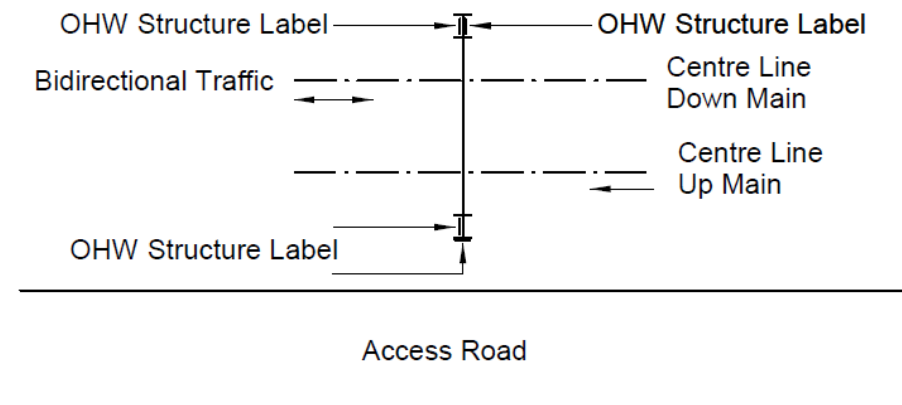 OHW Structure Label
OHW Structure Label
Bidirectional Traffic
Centre Line
Down Main
Centre Line
Up Main
OHW Structure Label
Access Road